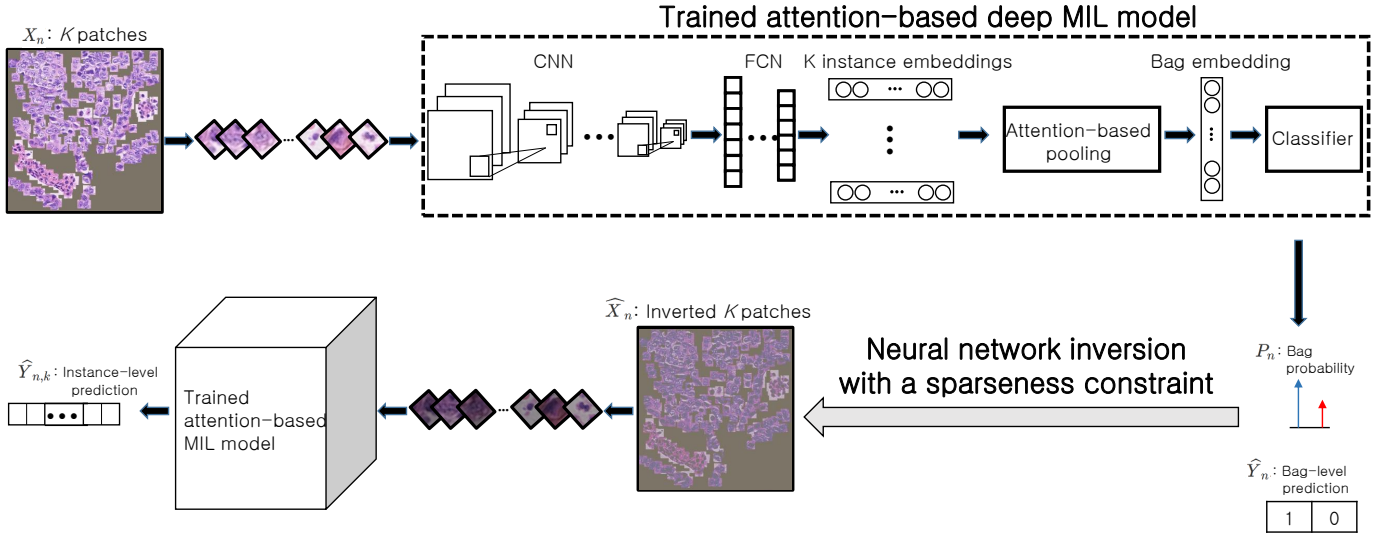 Trained attention-based deep MIL model
Xₙ: K patches
CNN
FCN
K instance embeddings
Bag embedding
Attention-based
pooling
Classifier
X̂ₙ: Inverted K patches
Neural network inversion
with a sparseness constraint
Pₙ: Bag
probability
Ŷₙ,ₖ: Instance-level
prediction
Trained
attention-based
MIL model
Ŷₙ: Bag-level
prediction
1 0